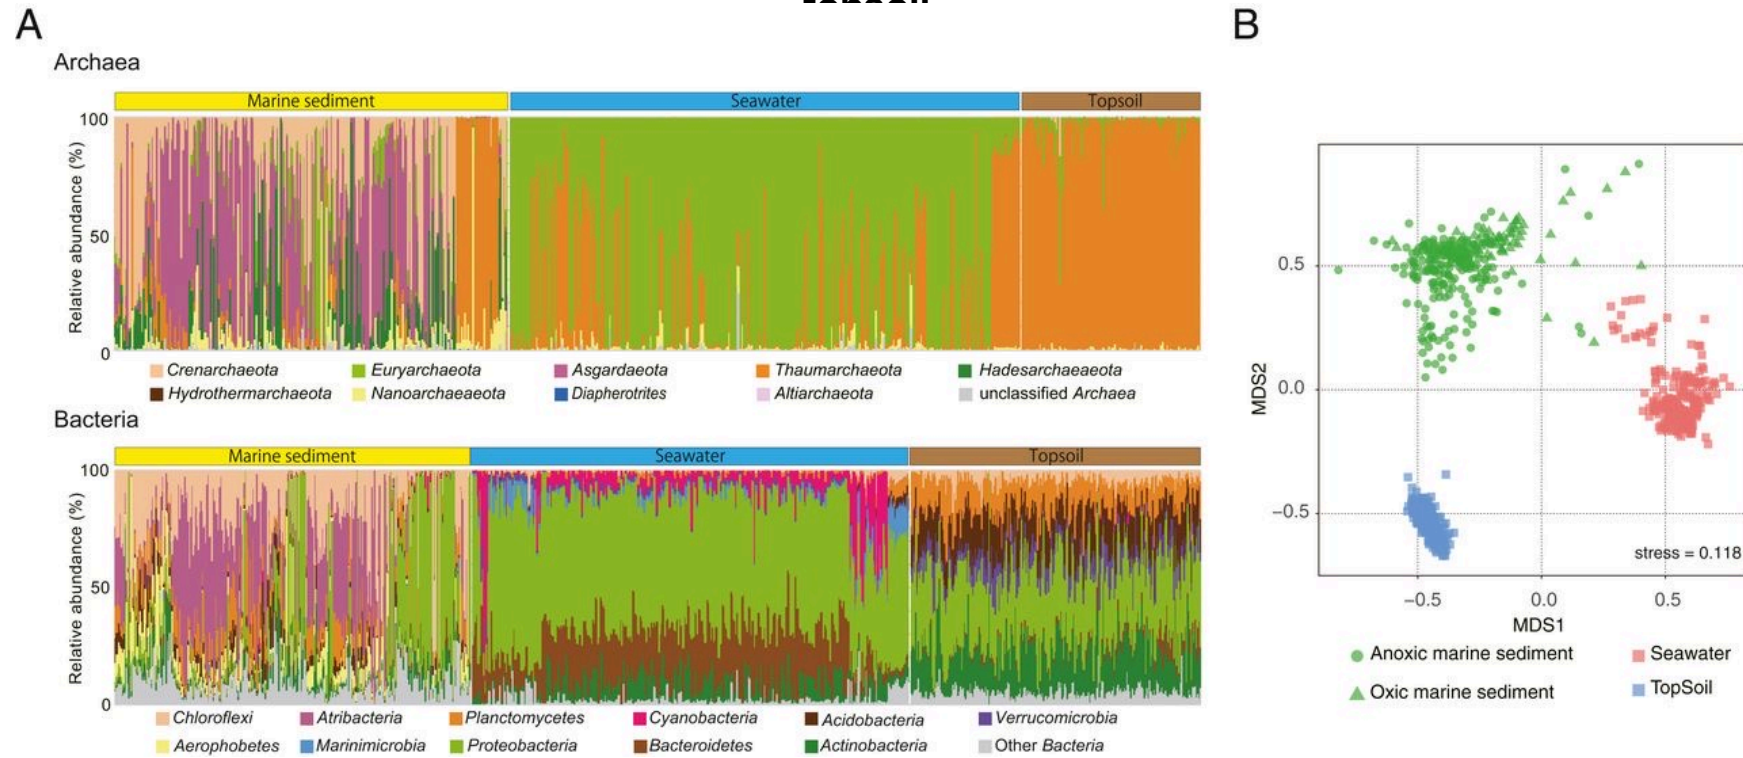 A
Archaea
Marine sediment Seawater Topsoil
Relative abundance (%)
100
50
0
Crenarchaeota Euryarchaeota Asgardaeota Thaumarchaeota Hadesarchaeaeota
Hydrothermarchaeota Nanoarchaeaeota Diapherotrites Altiarchaeota unclassified Archaea
Bacteria
Marine sediment Seawater Topsoil
Relative abundance (%)
100
50
0
Chloroflexi Atribacteria Planctomycetes Cyanobacteria Acidobacteria Verrucomicrobia
Aerophobetes Marinimicrobia Proteobacteria Bacteroidetes Actinobacteria Other Bacteria
B
MDS2
0.5
0.0
−0.5
stress = 0.118
−0.5 0.0 0.5
MDS1
Anoxic marine sediment Seawater
Oxic marine sediment TopSoil